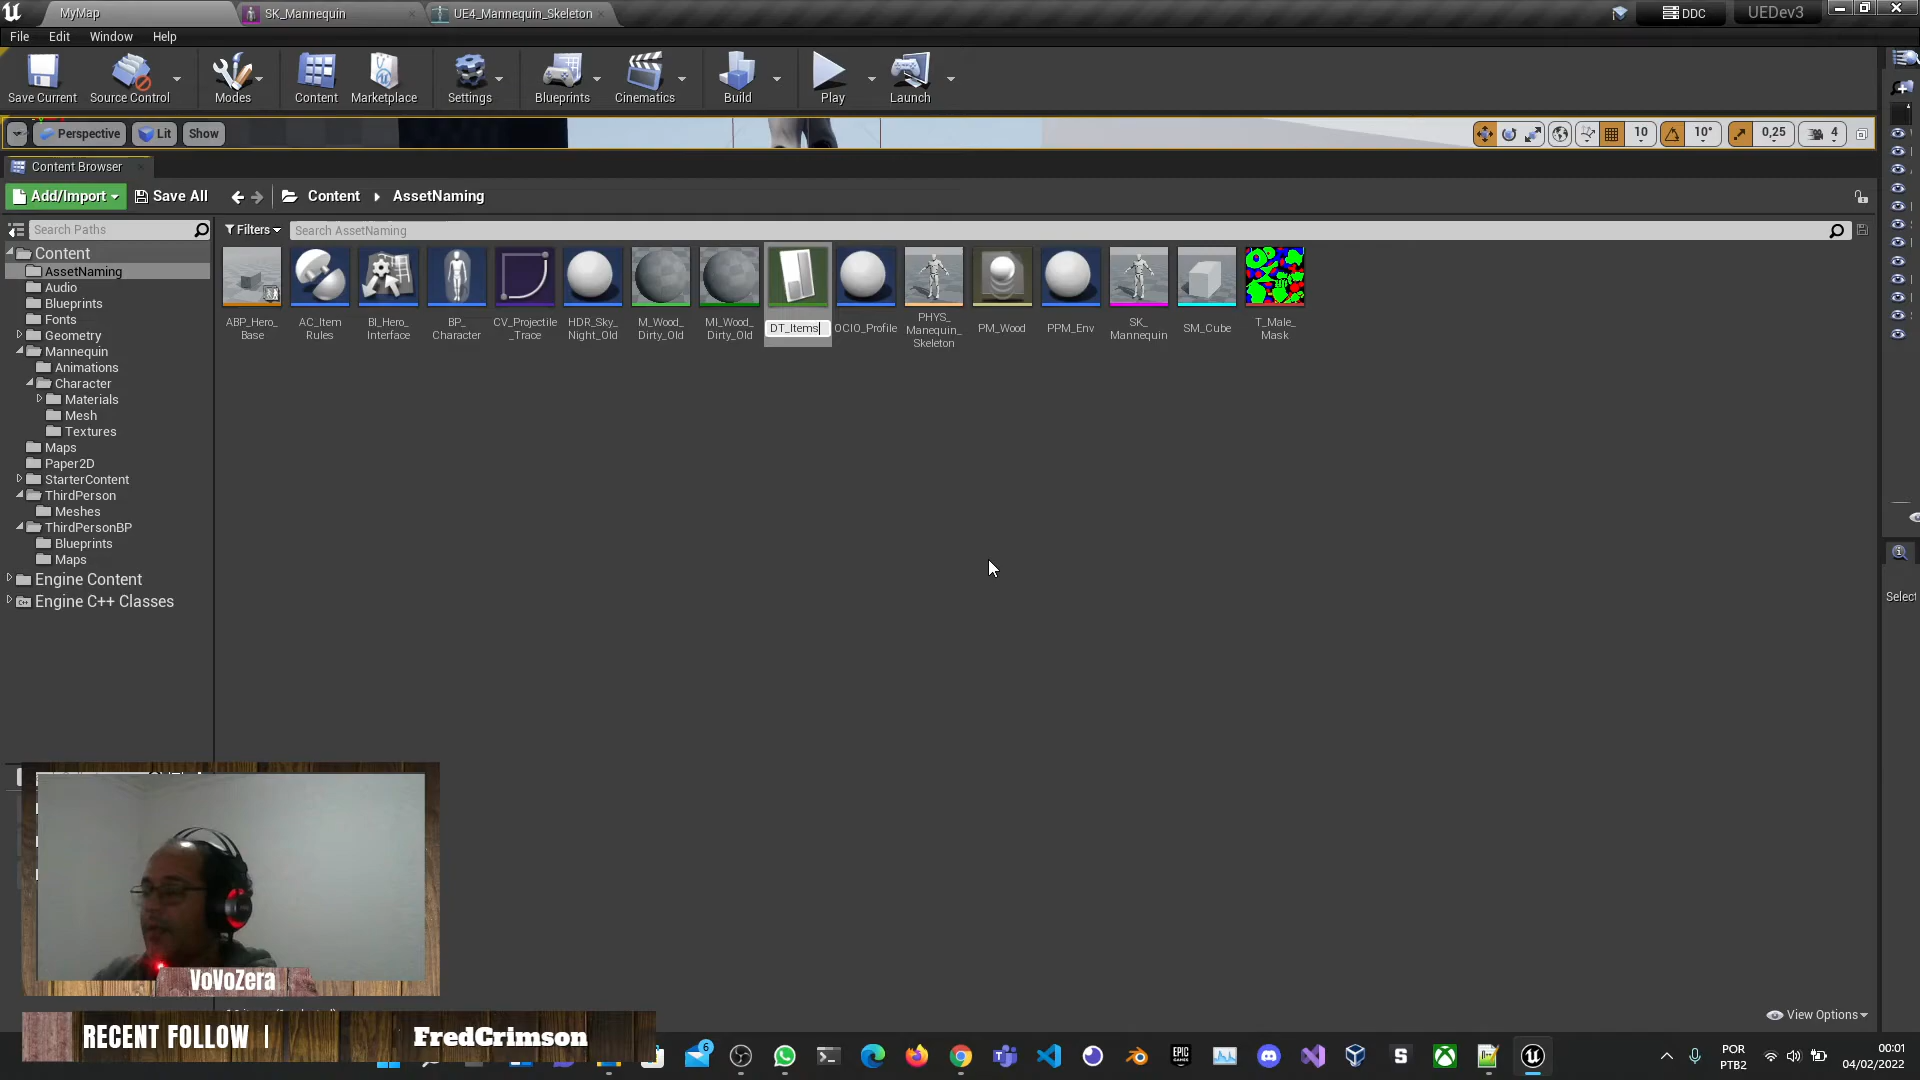 MyMap
SK_Mannequin
UE4_Mannequin_Skeleton
DDC
UEDev3
File
Edit
Window
Help
Save Current
Source Control
Modes
Content
Marketplace
Settings
Blueprints
Cinematics
Build
Play
Launch
Perspective
Lit
Show
10
10°
0,25
4
Content Browser
Add/Import
Save All
Content
AssetNaming
Search Paths
Filters
Search AssetNaming
Content
AssetNaming
Audio
Blueprints
Fonts
Geometry
Mannequin
Animations
Character
Materials
Mesh
Textures
Maps
Paper2D
StarterContent
ThirdPerson
Meshes
ThirdPersonBP
Blueprints
Maps
Engine Content
Engine C++ Classes
ABP_Hero_
Base
AC_Item
Rules
BI_Hero_
Interface
BP_
Character
CV_Projectile
_Trace
HDR_Sky_
Night_Old
M_Wood_
Dirty_Old
MI_Wood_
Dirty_Old
DT_Items
OCIO_Profile
PHYS_
Manequin_
Skeleton
PM_Wood
PPM_Env
SK_
Mannequin
SM_Cube
T_Male_
Mask
Select
View Options
VoVoZera
RECENT FOLLOW |
FredCrimson
6
POR
PTB2
00:01
04/02/2022